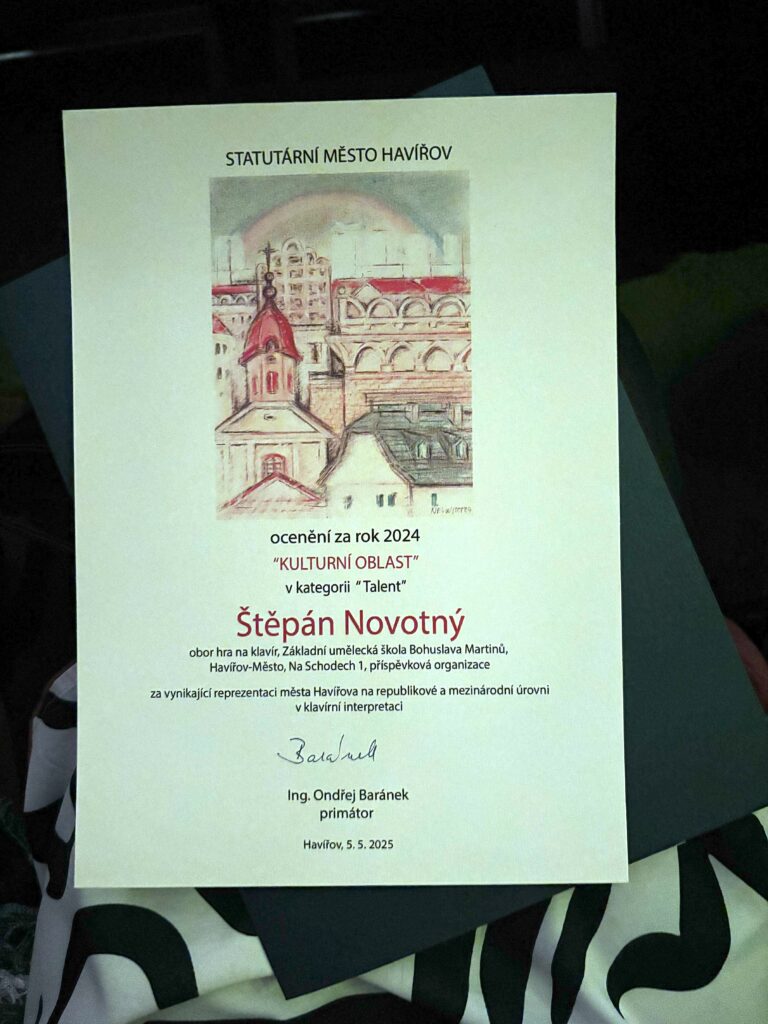 STATUTÁRNÍ MĚSTO HAVÍŘOV
ocenění za rok 2024
“KULTURNÍ OBLAST”
v kategorii “Talent”
Štěpán Novotný
obor hra na klavír, Základní umělecká škola Bohuslava Martinů,
Havířov-Město, Na Schodech 1, příspěvková organizace
za vynikající reprezentaci města Havířova na republikové a mezinárodní úrovni
v klavírní interpretaci
Ing. Ondřej Baránek
primátor
Havířov, 5. 5. 2025